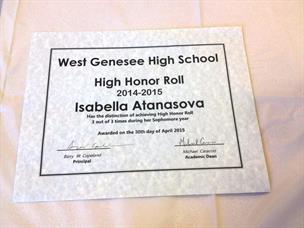 West Genesee High School
High Honor Roll
2014-2015
Isabella Atanasova
Has the distinction of achieving High Honor Roll
3 out of 3 times during her Sophomore year
Awarded on the 30th day of April 2015
Barry W. Copeland
Principal
Michael Caraccio
Academic Dean